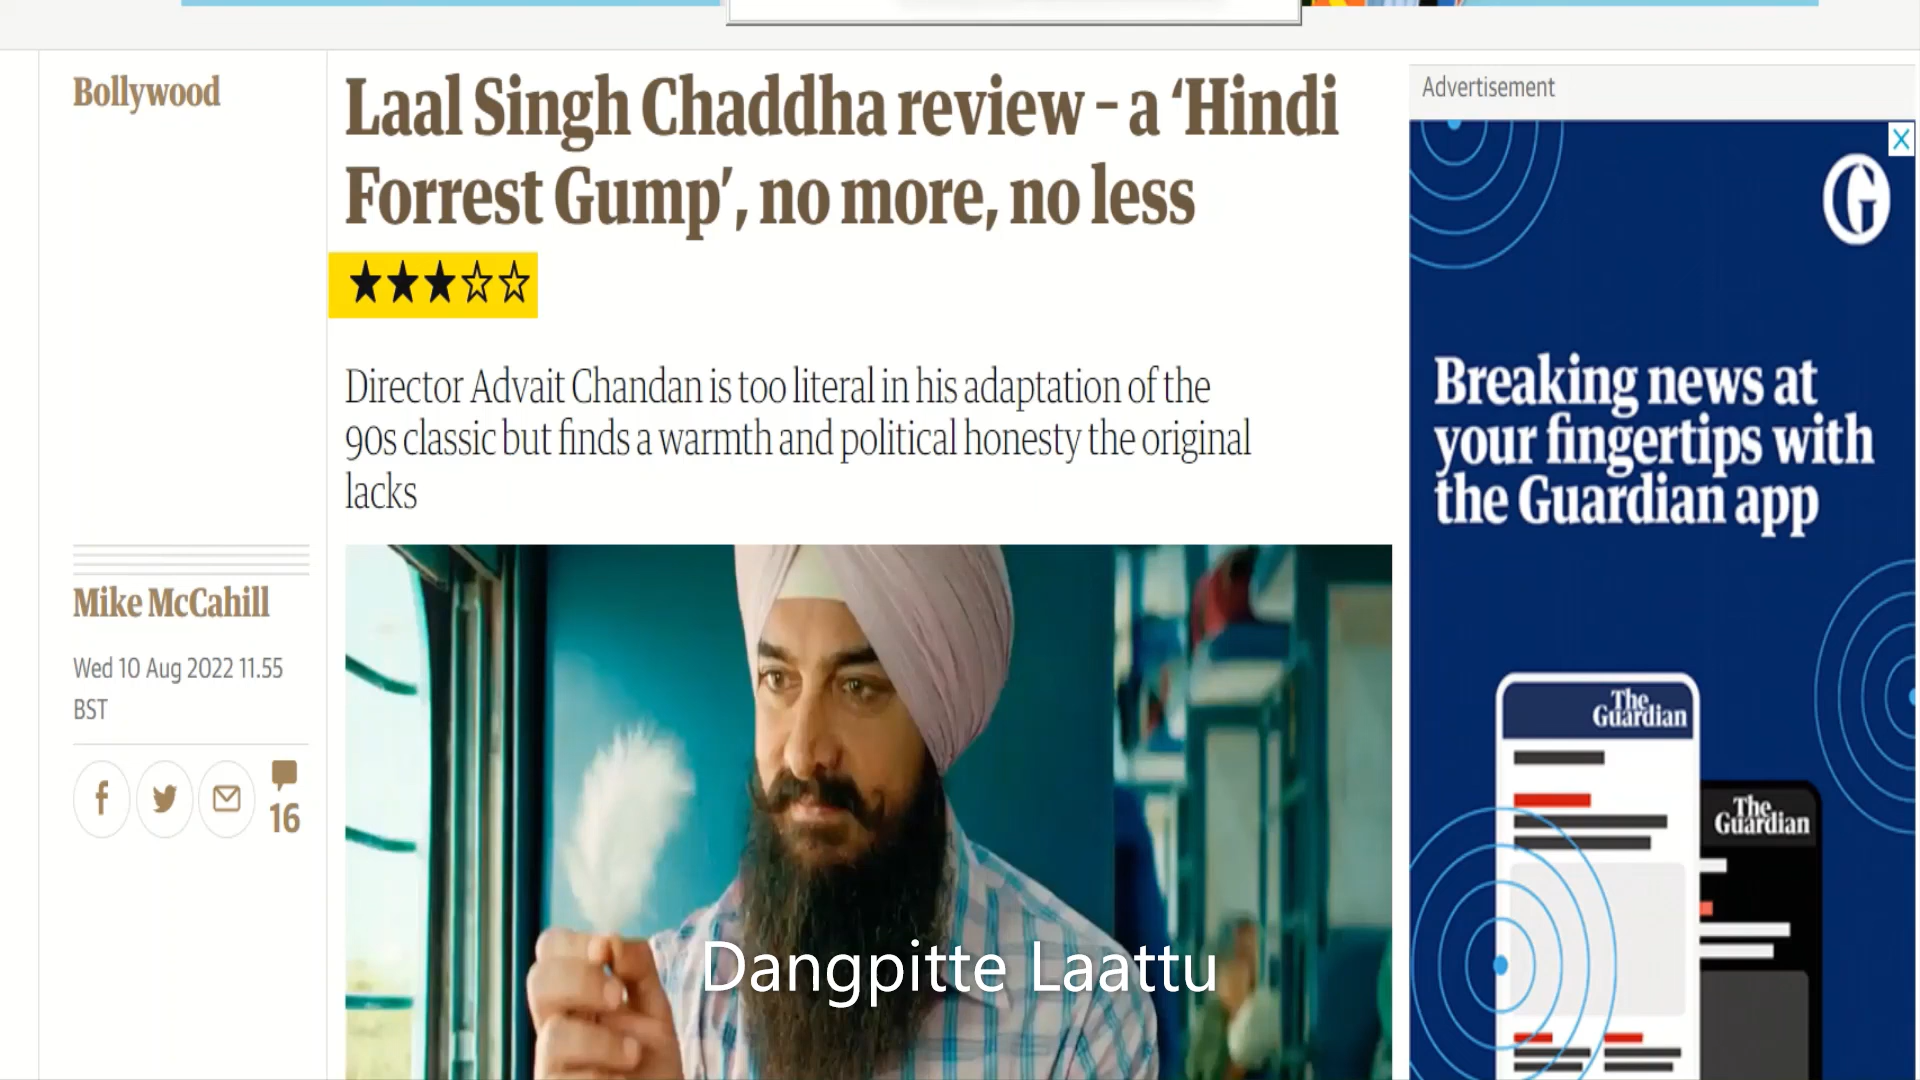 Bollywood
Laal Singh Chaddha review – a ‘Hindi
Forrest Gump’, no more, no less
★★★☆☆
Director Advait Chandan is too literal in his adaptation of the
90s classic but finds a warmth and political honesty the original
lacks
Mike McCahill
Wed 10 Aug 2022 11.55
BST
16
Dangpitte Laattu
Advertisement
G
Breaking news at
your fingertips with
the Guardian app
The
Guardian
The
Guardian